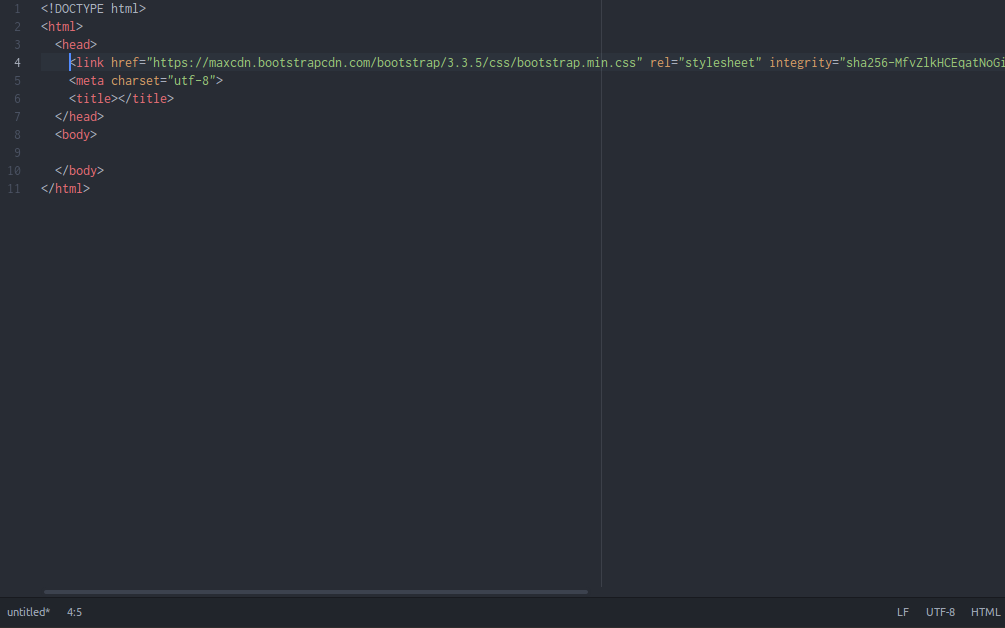 1 <!DOCTYPE html>
2 <html>
3   <head>
4     <link href="https://maxcdn.bootstrapcdn.com/bootstrap/3.3.5/css/bootstrap.min.css" rel="stylesheet" integrity="sha256-MfvZlkHCEqatNoGi
5     <meta charset="utf-8">
6     <title></title>
7   </head>
8   <body>
9
10   </body>
11 </html>
untitled* 4:5 LF UTF-8 HTML